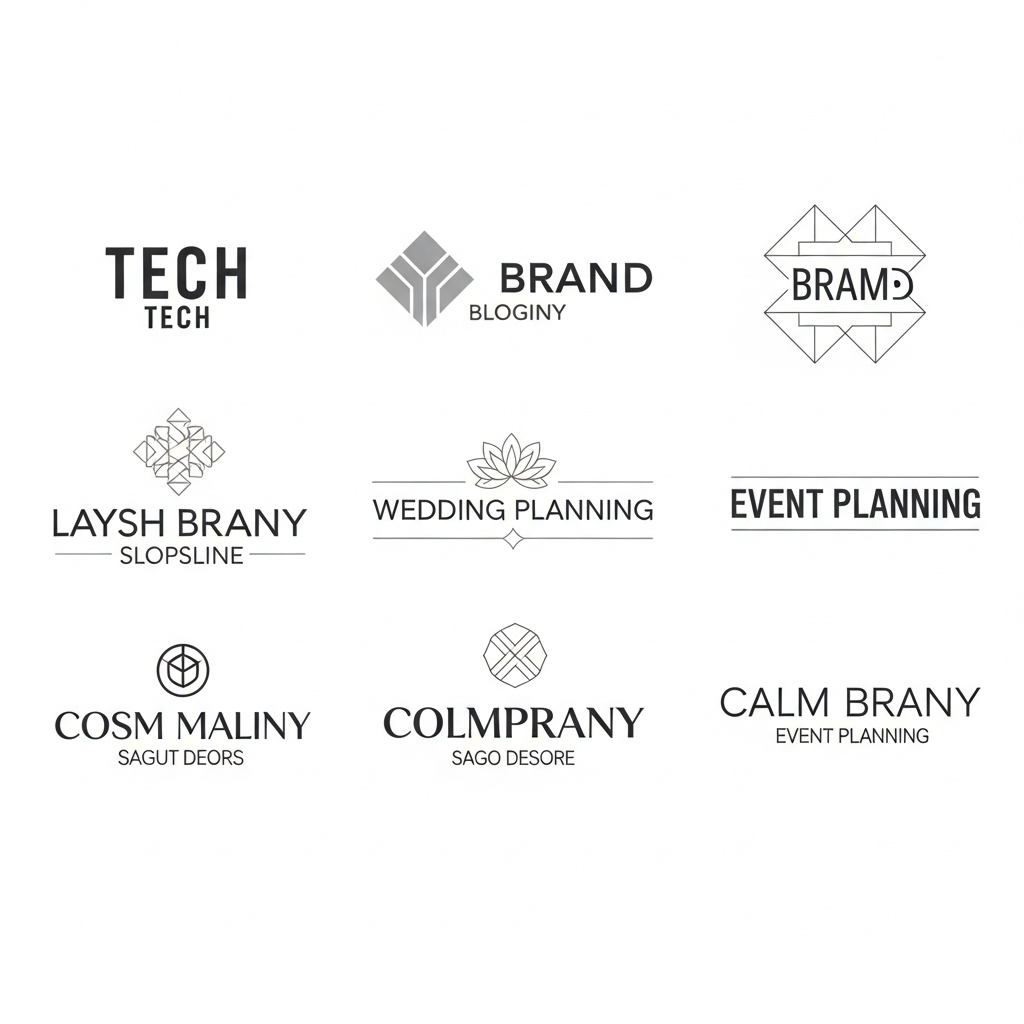 TECH
TECH
BRAND
BLOGINY
BRAMD
LAYSH BRANY
SLOPSLINE
WEDDING PLANNING
EVENT PLANNING
COSM MALINY
SAGUT DEORS
COLMPRANY
SAGO DESORE
CALM BRANY
EVENT PLANNING